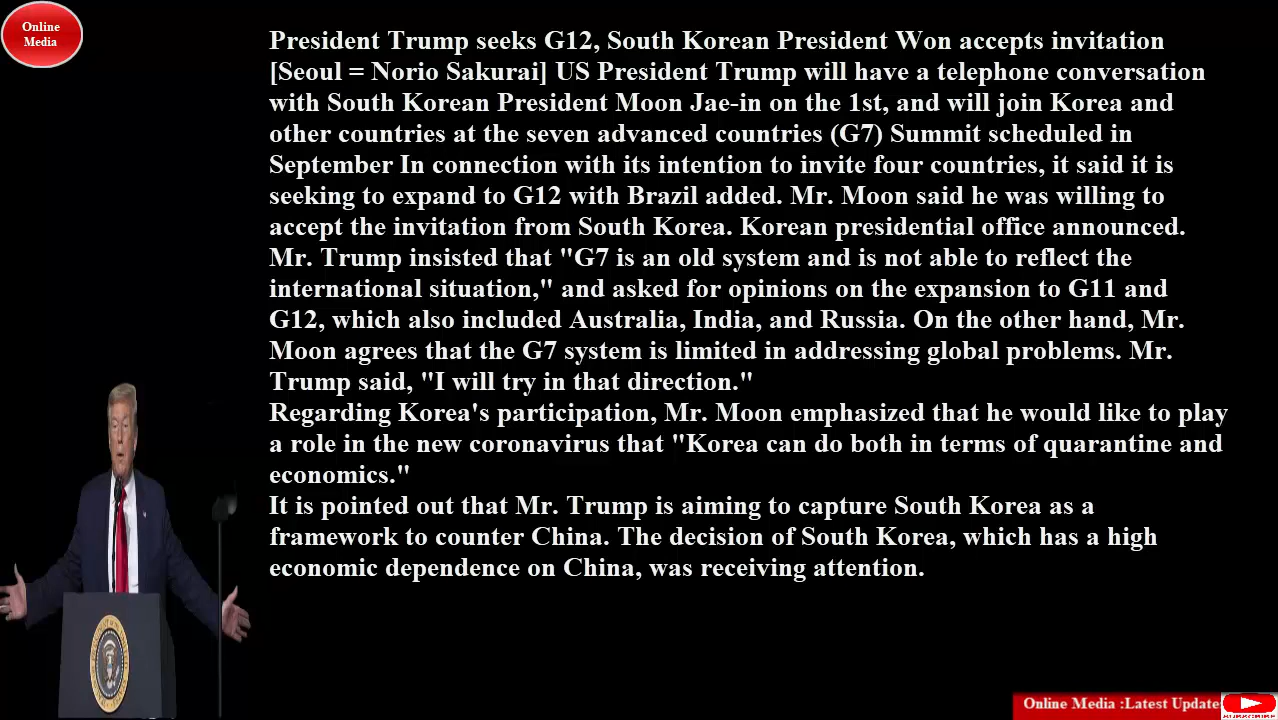 Online
Media
President Trump seeks G12, South Korean President Won accepts invitation
[Seoul = Norio Sakurai] US President Trump will have a telephone conversation
with South Korean President Moon Jae-in on the 1st, and will join Korea and
other countries at the seven advanced countries (G7) Summit scheduled in
September In connection with its intention to invite four countries, it said it is
seeking to expand to G12 with Brazil added. Mr. Moon said he was willing to
accept the invitation from South Korea. Korean presidential office announced.
Mr. Trump insisted that "G7 is an old system and is not able to reflect the
international situation," and asked for opinions on the expansion to G11 and
G12, which also included Australia, India, and Russia. On the other hand, Mr.
Moon agrees that the G7 system is limited in addressing global problems. Mr.
Trump said, "I will try in that direction."
Regarding Korea's participation, Mr. Moon emphasized that he would like to play
a role in the new coronavirus that "Korea can do both in terms of quarantine and
economics."
It is pointed out that Mr. Trump is aiming to capture South Korea as a
framework to counter China. The decision of South Korea, which has a high
economic dependence on China, was receiving attention.
Online Media :Latest Update
SUBSCRIBE